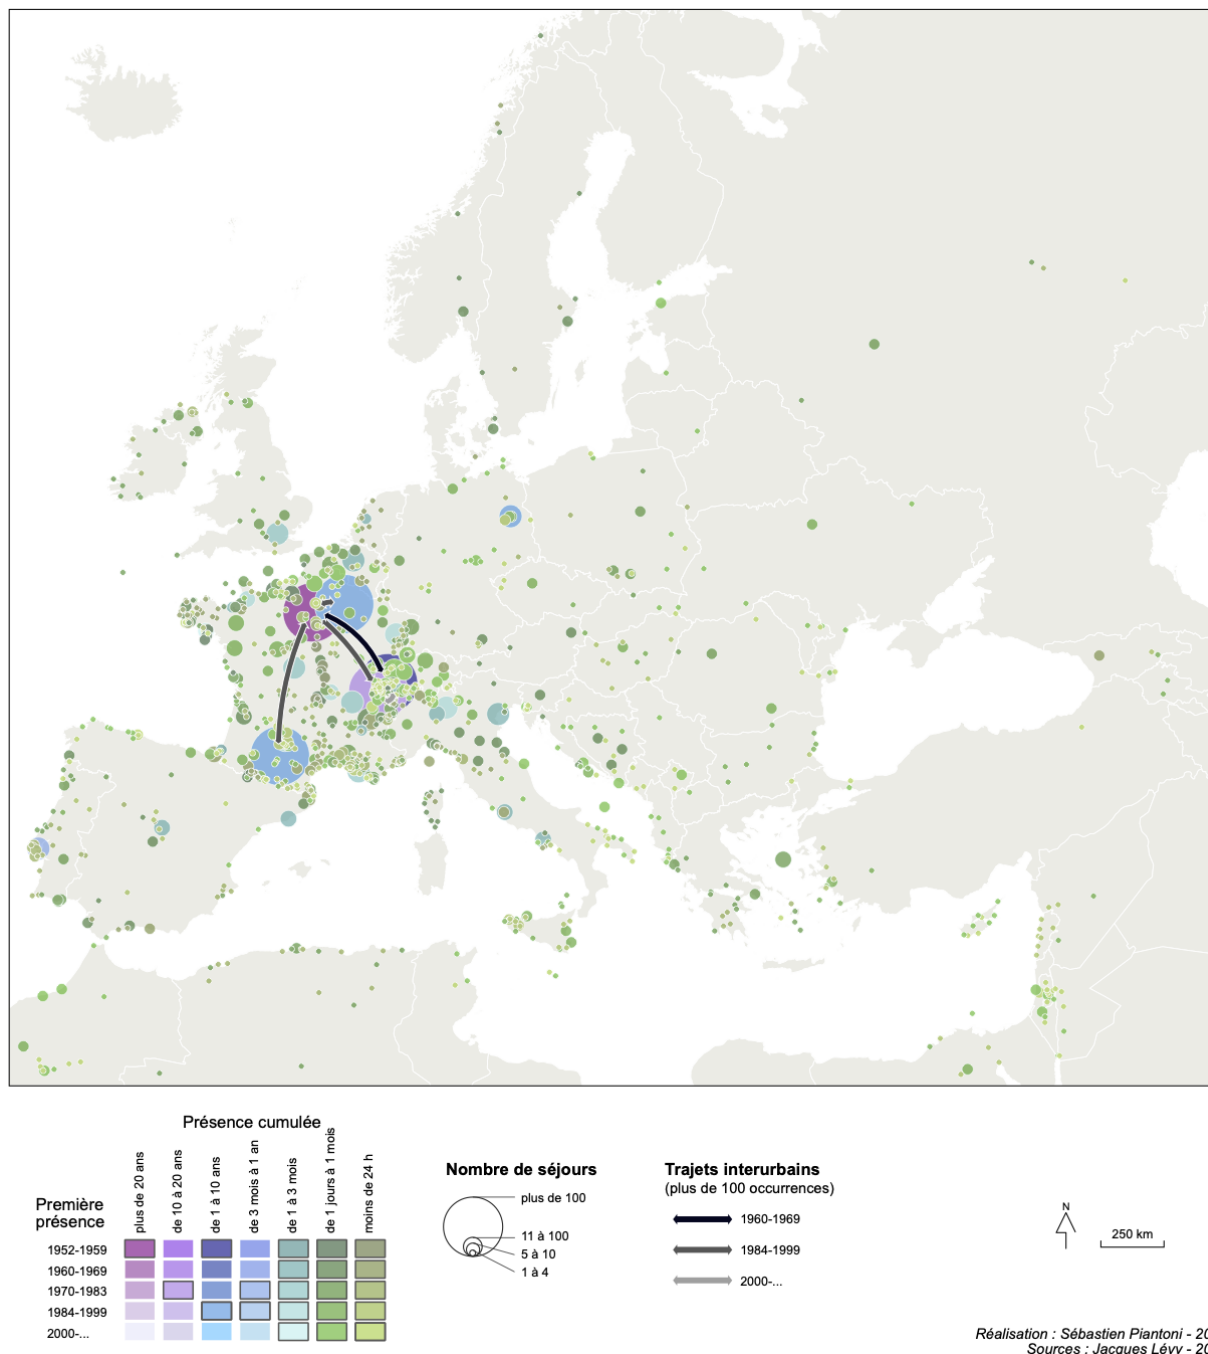 Présence cumulée
plus de 20 ans
de 10 à 20 ans
de 1 à 10 ans
de 3 mois à 1 an
de 1 à 3 mois
de 1 jours à 1 mois
moins de 24 h
Première
présence
1952-1959
1960-1969
1970-1983
1984-1999
2000-...
Nombre de séjours
plus de 100
11 à 100
5 à 10
1 à 4
Trajets interurbains
(plus de 100 occurrences)
1960-1969
1984-1999
2000-...
N
250 km
Réalisation : Sébastien Piantoni - 20
Sources : Jacques Lévy - 20